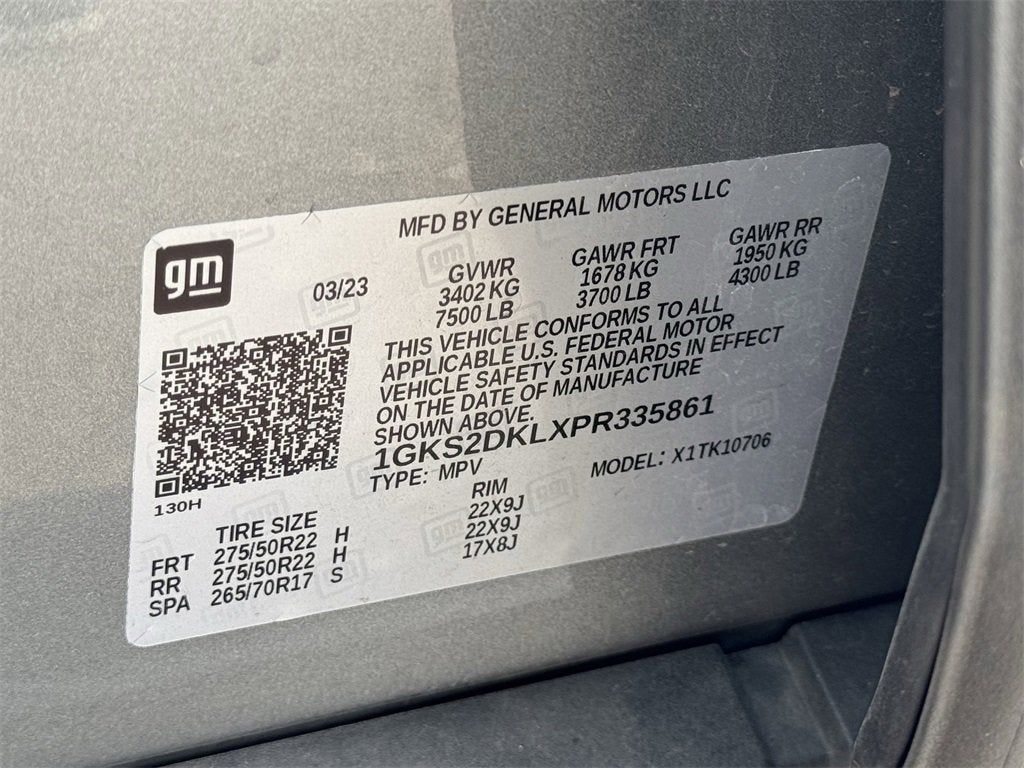 MFD BY GENERAL MOTORS LLC
gm
03/23
GVWR GAWR FRT GAWR RR
3402 KG 1678 KG 1950 KG
7500 LB 3700 LB 4300 LB
THIS VEHICLE CONFORMS TO ALL
APPLICABLE U.S. FEDERAL MOTOR
VEHICLE SAFETY STANDARDS IN EFFECT
ON THE DATE OF MANUFACTURE
SHOWN ABOVE.
1GKS2DKLXPR335861
TYPE: MPV MODEL: X1TK10706
130H
TIRE SIZE RIM
FRT 275/50R22 H 22X9J
RR 275/50R22 H 22X9J
SPA 265/70R17 S 17X8J